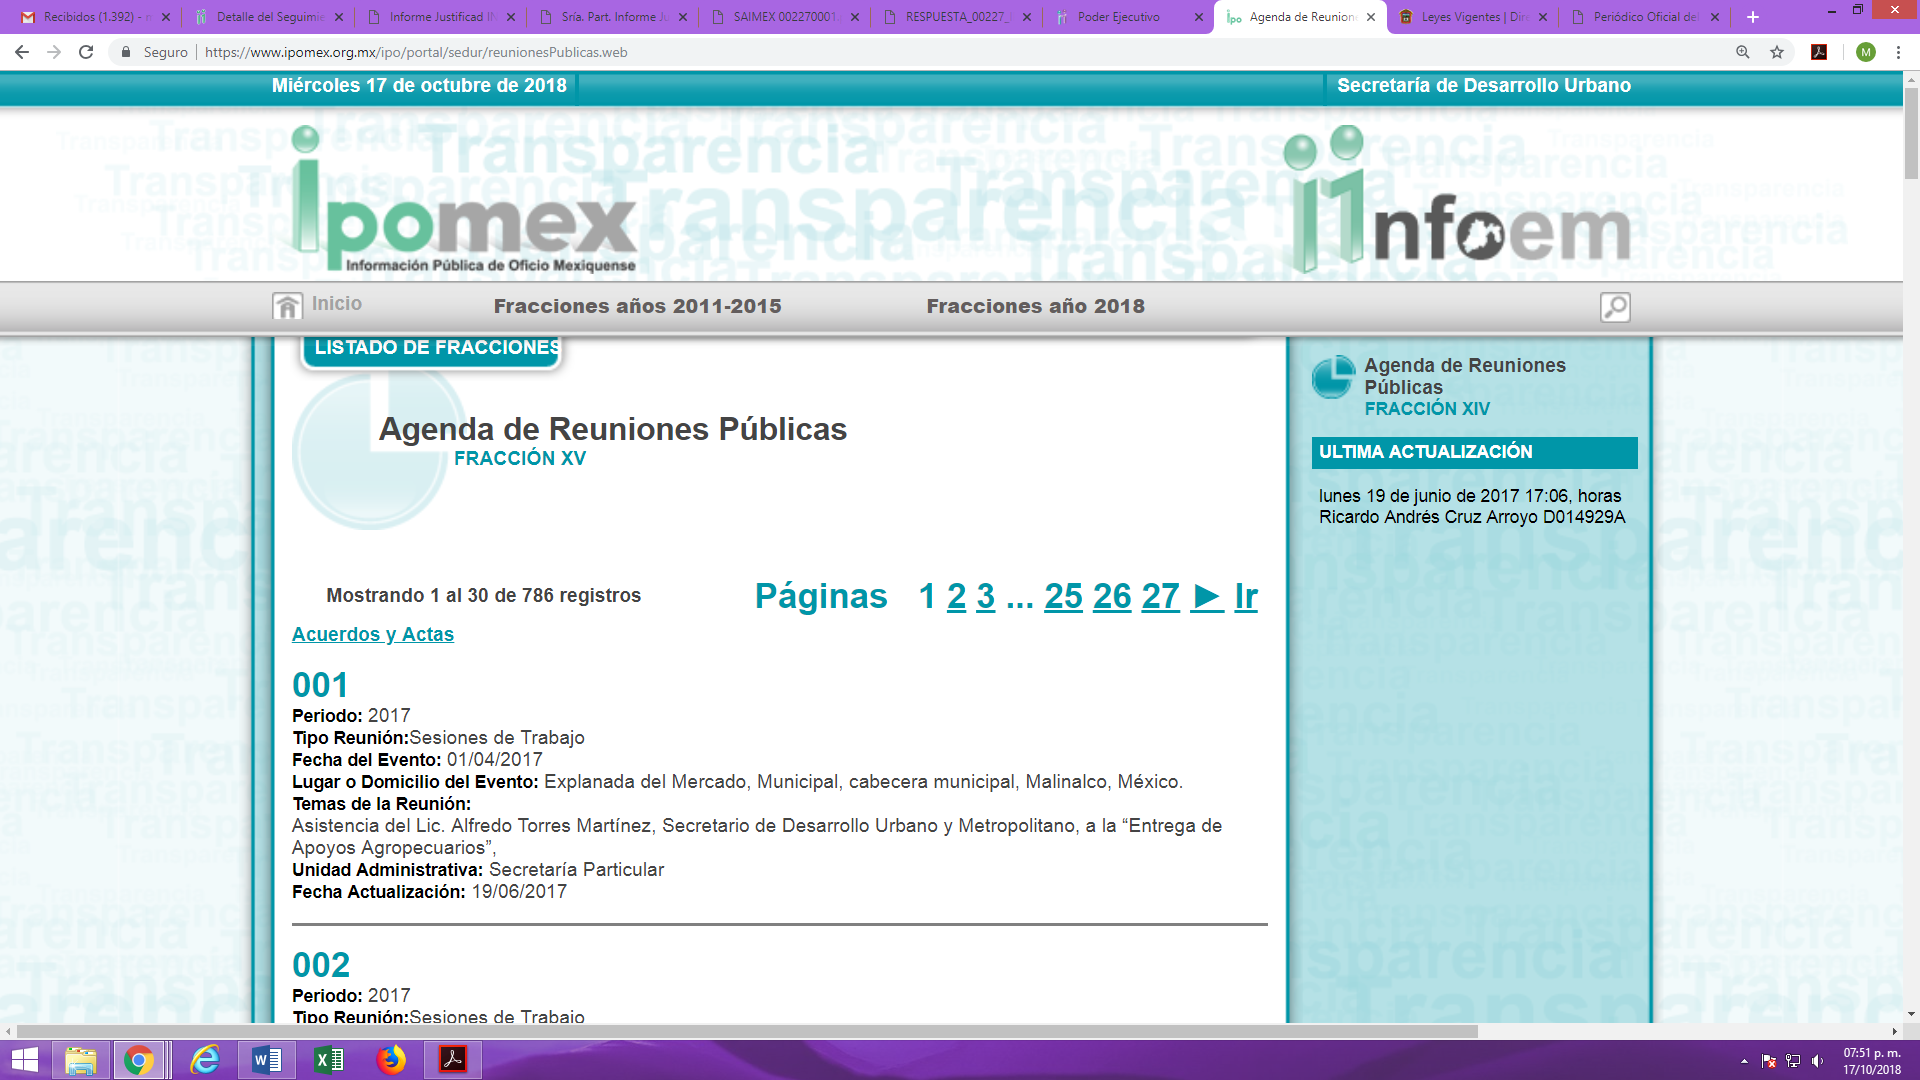 Recibidos (1.392) - n
Detalle del Seguimie
Informe Justificad IN
Sría. Part. Informe Ju
SAIMEX 002270001.
RESPUESTA_00227_
Poder Ejecutivo
Agenda de Reunion
Leyes Vigentes | Dire
Periódico Oficial del
Seguro
https://www.ipomex.org.mx/ipo/portal/sedur/reunionesPublicas.web
M
Miércoles 17 de octubre de 2018
Secretaría de Desarrollo Urbano
Transparencia
ipomex
Información Pública de Oficio Mexiquense
infoem
Inicio
Fracciones años 2011-2015
Fracciones año 2018
LISTADO DE FRACCIONES
Agenda de Reuniones Públicas
FRACCIÓN XV
Agenda de Reuniones
Públicas
FRACCIÓN XIV
ULTIMA ACTUALIZACIÓN
lunes 19 de junio de 2017 17:06, horas
Ricardo Andrés Cruz Arroyo D014929A
Mostrando 1 al 30 de 786 registros
Páginas 1 2 3 ... 25 26 27 ► Ir
Acuerdos y Actas
001
Periodo: 2017
Tipo Reunión:Sesiones de Trabajo
Fecha del Evento: 01/04/2017
Lugar o Domicilio del Evento: Explanada del Mercado, Municipal, cabecera municipal, Malinalco, México.
Temas de la Reunión:
Asistencia del Lic. Alfredo Torres Martínez, Secretario de Desarrollo Urbano y Metropolitano, a la “Entrega de
Apoyos Agropecuarios”,
Unidad Administrativa: Secretaría Particular
Fecha Actualización: 19/06/2017
002
Periodo: 2017
Tipo Reunión:Sesiones de Trabajo
07:51 p. m.
17/10/2018